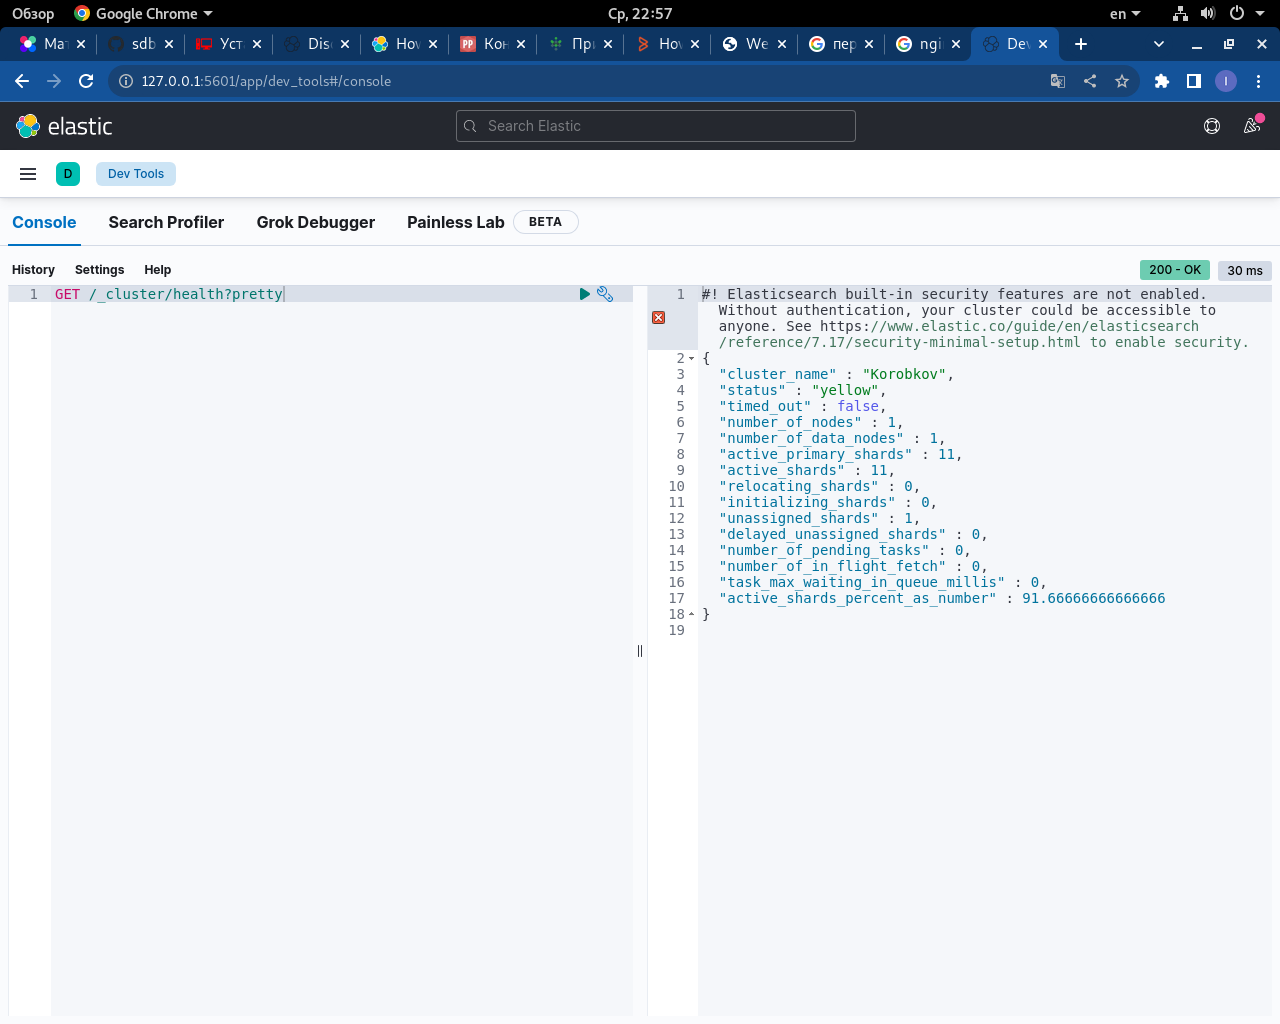 Обзор Google Chrome Ср, 22:57 en
Ма sdb Уст Disc How Кон При How We пер ngi Dev
127.0.0.1:5601/app/dev_tools#/console I
elastic Search Elastic
D Dev Tools
Console Search Profiler Grok Debugger Painless Lab BETA
History Settings Help 200 - OK 30 ms
1 GET /_cluster/health?pretty
1 #! Elasticsearch built-in security features are not enabled.
Without authentication, your cluster could be accessible to
anyone. See https://www.elastic.co/guide/en/elasticsearch
/reference/7.17/security-minimal-setup.html to enable security.
2 {
3 "cluster_name" : "Korobkov",
4 "status" : "yellow",
5 "timed_out" : false,
6 "number_of_nodes" : 1,
7 "number_of_data_nodes" : 1,
8 "active_primary_shards" : 11,
9 "active_shards" : 11,
10 "relocating_shards" : 0,
11 "initializing_shards" : 0,
12 "unassigned_shards" : 1,
13 "delayed_unassigned_shards" : 0,
14 "number_of_pending_tasks" : 0,
15 "number_of_in_flight_fetch" : 0,
16 "task_max_waiting_in_queue_millis" : 0,
17 "active_shards_percent_as_number" : 91.66666666666666
18 }
19